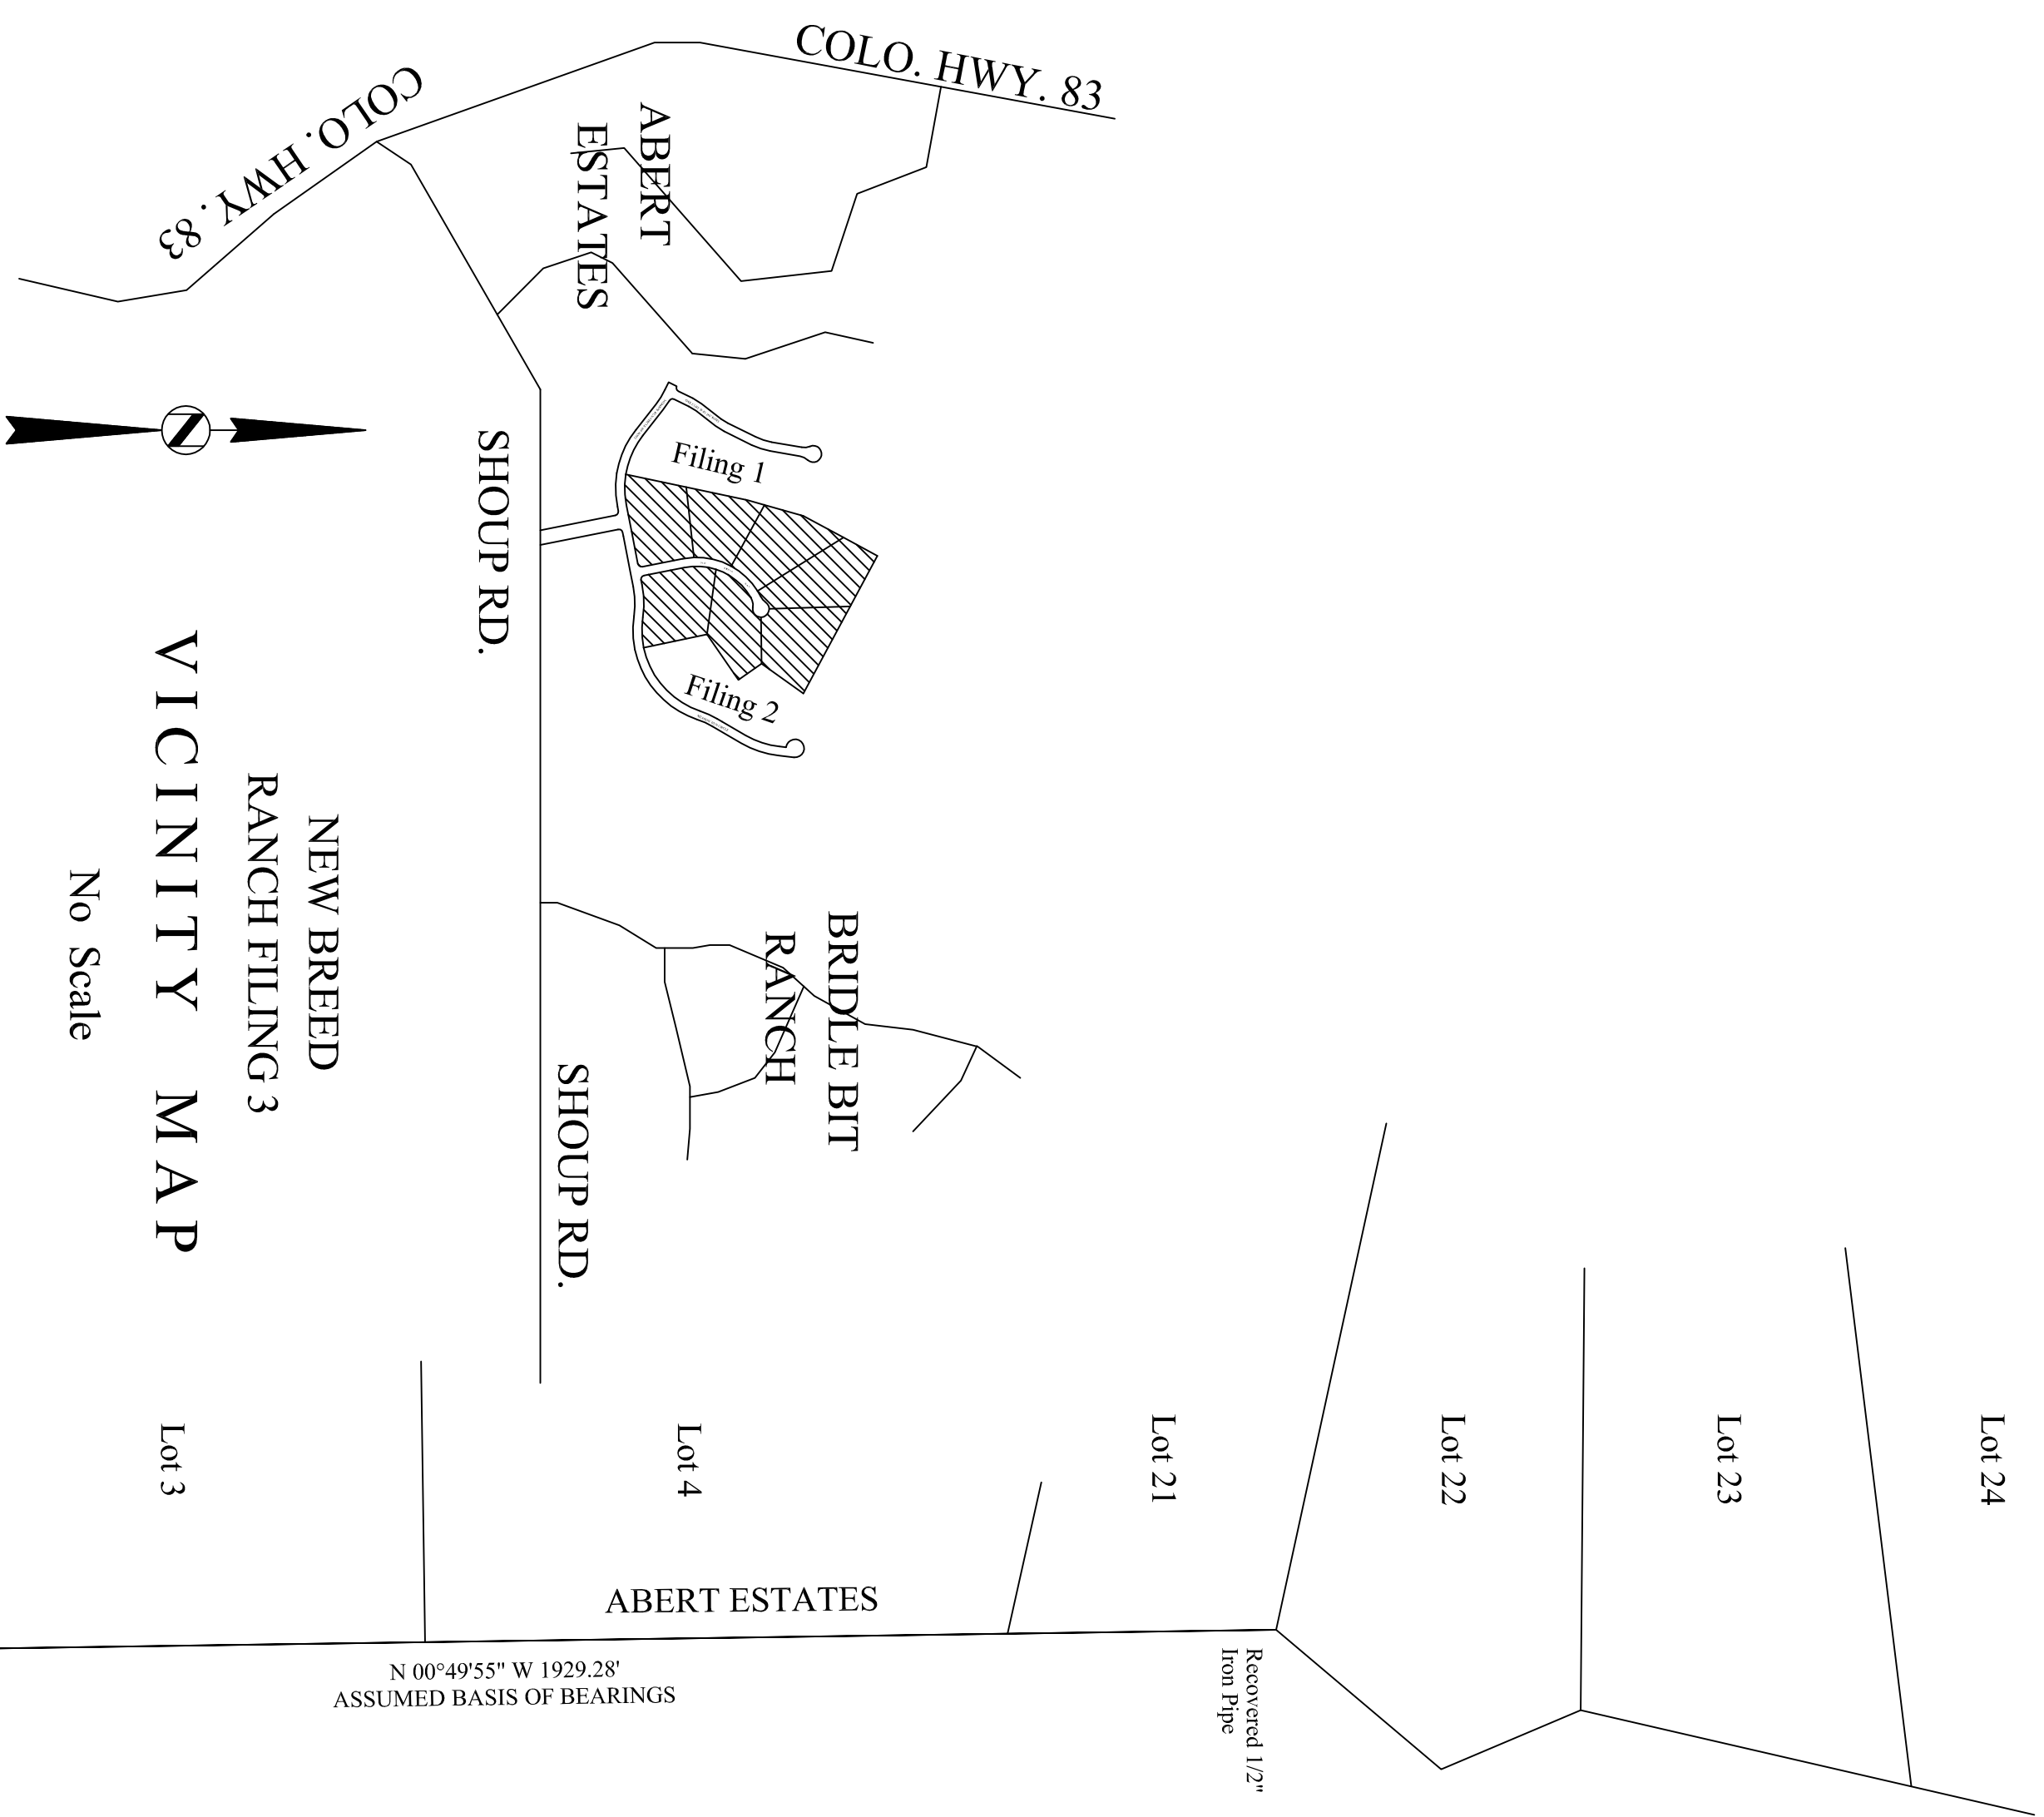 COLO. HWY. 83
COLO. HWY. 83
ABERT
ESTATES
N
SHOUP RD.
Filing 1
Filing 2
BRIDLE BIT
RANCH
SHOUP RD.
NEW BREED
RANCH FILING 3
VICINITY MAP
No Scale
Lot 3
Lot 4
Lot 21
Lot 22
Lot 23
Lot 24
ABERT ESTATES
N 00°49'55" W 1929.28'
ASSUMED BASIS OF BEARINGS
Recovered 1/2"
Iron Pipe